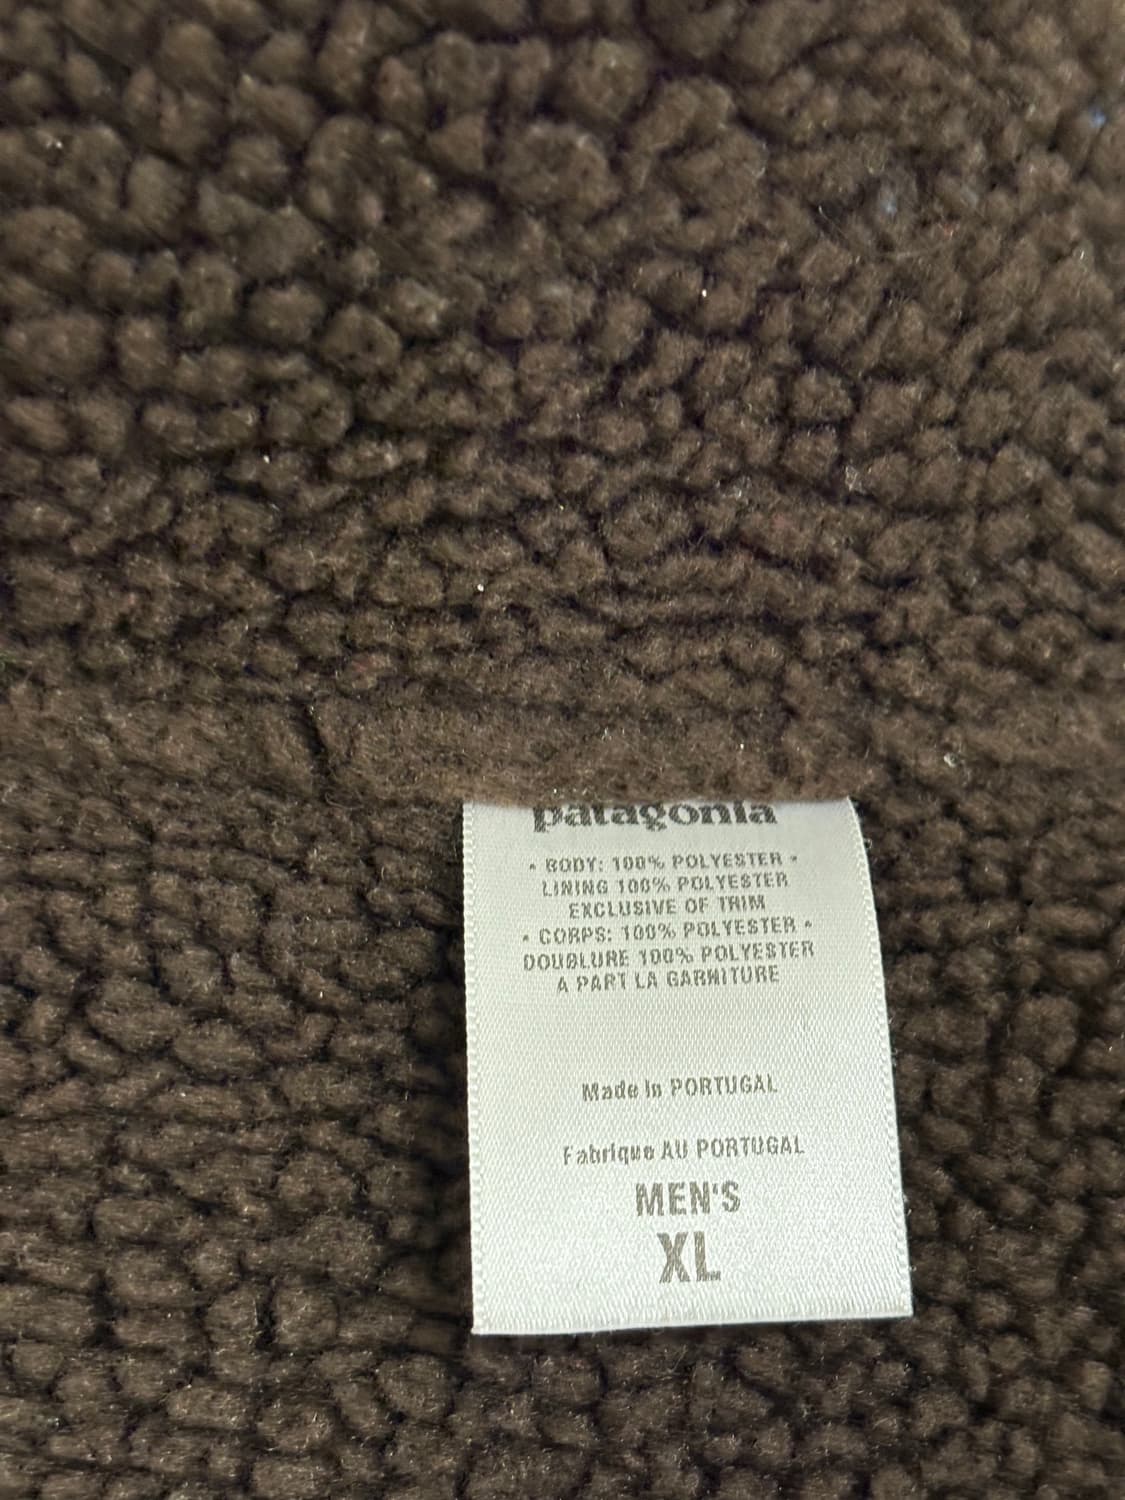 patagonia
• BODY: 100% POLYESTER •
LINING 100% POLYESTER
EXCLUSIVE OF TRIM
• CORPS: 100% POLYESTER •
DOUBLURE 100% POLYESTER
A PART LA GARNITURE
Made In PORTUGAL
Fabrique AU PORTUGAL
MEN'S
XL